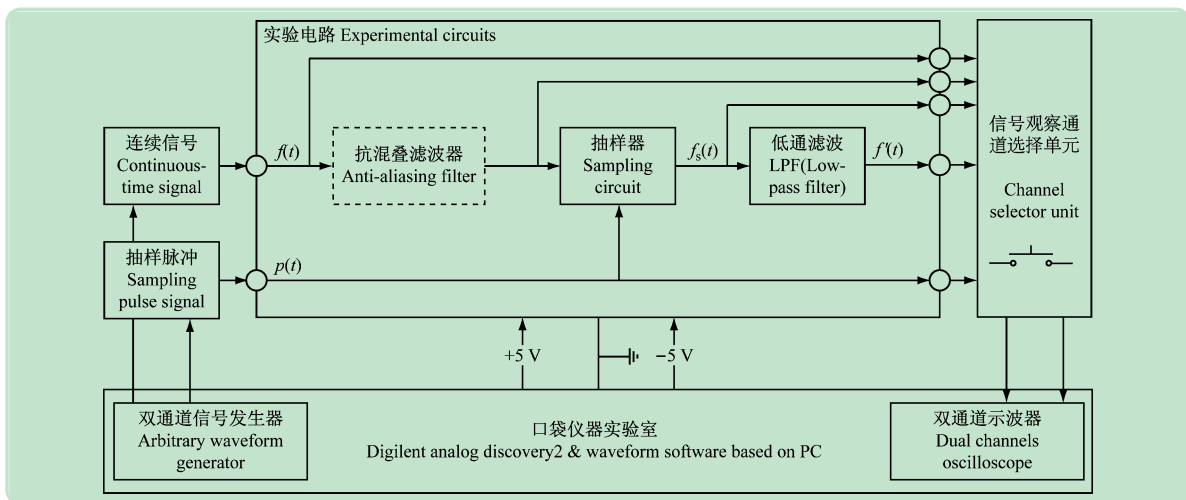 实验电路 Experimental circuits
连续信号
Continuous-
time signal
f(t)
抗混叠滤波器
Anti-aliasing filter
抽样器
Sampling
circuit
fs(t)
低通滤波
LPF(Low-
pass filter)
f'(t)
信号观察通
道选择单元
Channel
selector unit
抽样脉冲
Sampling
pulse signal
p(t)
+5 V
−5 V
双通道信号发生器
Arbitrary waveform
generator
口袋仪器实验室
Digilent analog discovery2 & waveform software based on PC
双通道示波器
Dual channels
oscilloscope